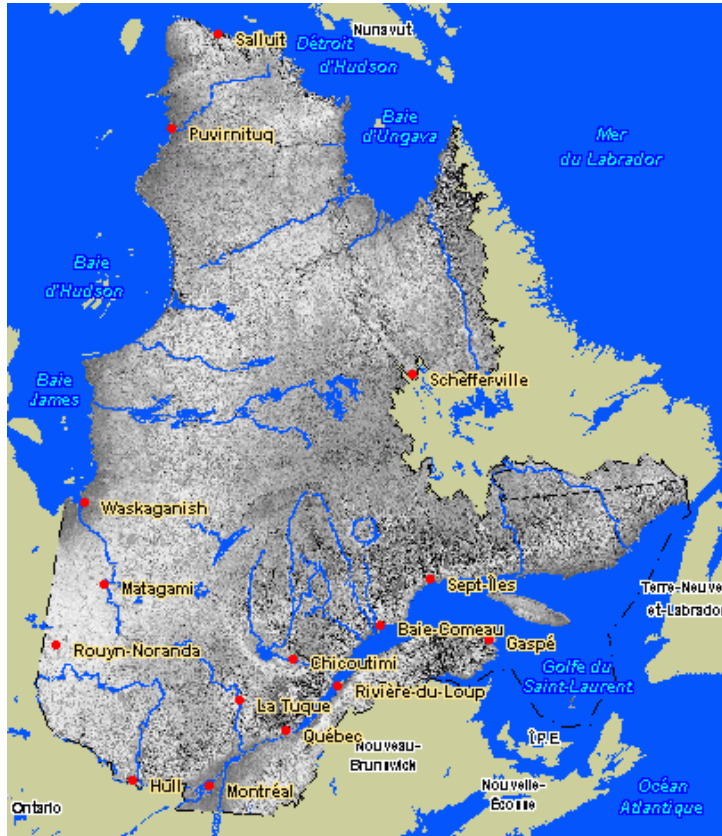 Salluit
Nunavut
Détroit
d'Hudson
Puvirnituq
Baie
d'Ungava
Mer
du Labrador
Baie
d'Hudson
Baie
James
Schefferville
Waskaganish
Matagami
Sept-Îles
Terre-Neuve
et-Labrador
Baie-Comeau
Gaspé
Rouyn-Noranda
Chicoutimi
Golfe du
Saint-Laurent
Rivière-du-Loup
La Tuque
Québec
Nouveau-
Brunwick
Î.P.E
Hull
Montréal
Nouvelle-
Écosse
Océan
Atlantique
Ontario